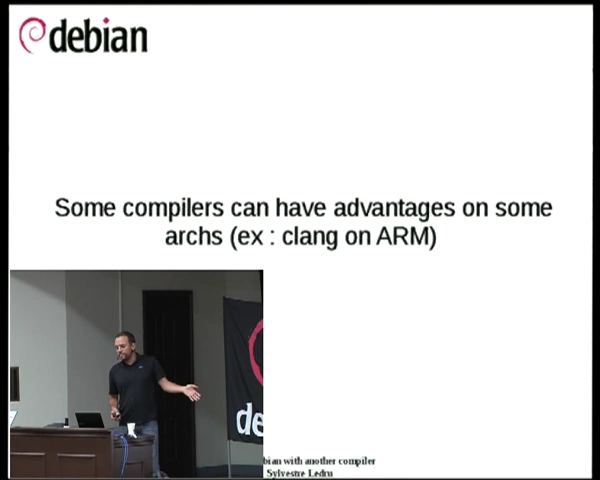 debian
Some compilers can have advantages on some
archs (ex : clang on ARM)
de
bian with another compiler
Sylvestre Ledru